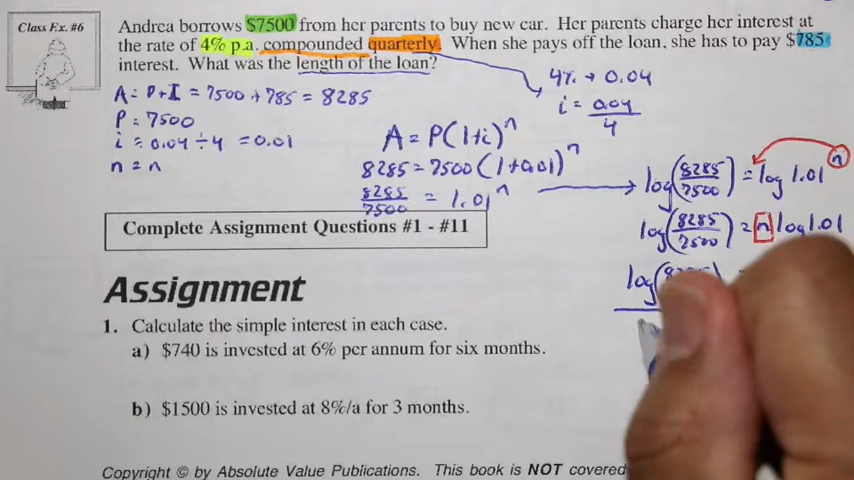 Class Ex. #6
Andrea borrows $7500 from her parents to buy new car. Her parents charge her interest at
the rate of 4% p.a. compounded quarterly. When she pays off the loan, she has to pay $785
interest. What was the length of the loan?
A = P+I = 7500 + 785 = 8285
P = 7500
i = 0.04 ÷ 4 = 0.01
n = n
4% → 0.04
i = 0.04/4
A = P(1+i)^n
8285 = 7500(1+0.01)^n
8285/7500 = 1.01^n
log(8285/7500) = log 1.01^n
log(8285/7500) = n log 1.01
log(
Complete Assignment Questions #1 - #11
Assignment
1. Calculate the simple interest in each case.
a) $740 is invested at 6% per annum for six months.
b) $1500 is invested at 8%/a for 3 months.
Copyright © by Absolute Value Publications. This book is NOT covered